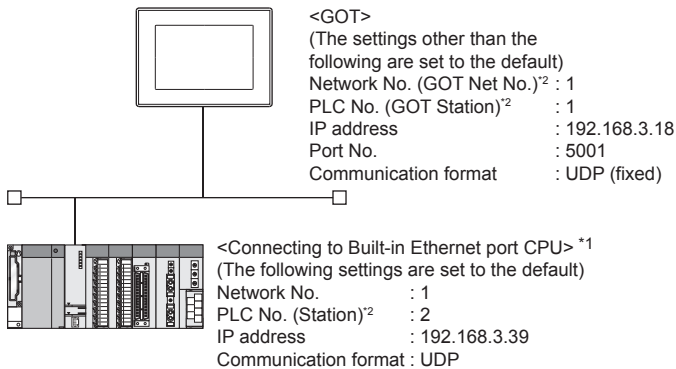 <GOT>
(The settings other than the
following are set to the default)
Network No. (GOT Net No.)*2 : 1
PLC No. (GOT Station)*2 : 1
IP address : 192.168.3.18
Port No. : 5001
Communication format : UDP (fixed)
<Connecting to Built-in Ethernet port CPU> *1
(The following settings are set to the default)
Network No. : 1
PLC No. (Station)*2 : 2
IP address : 192.168.3.39
Communication format : UDP